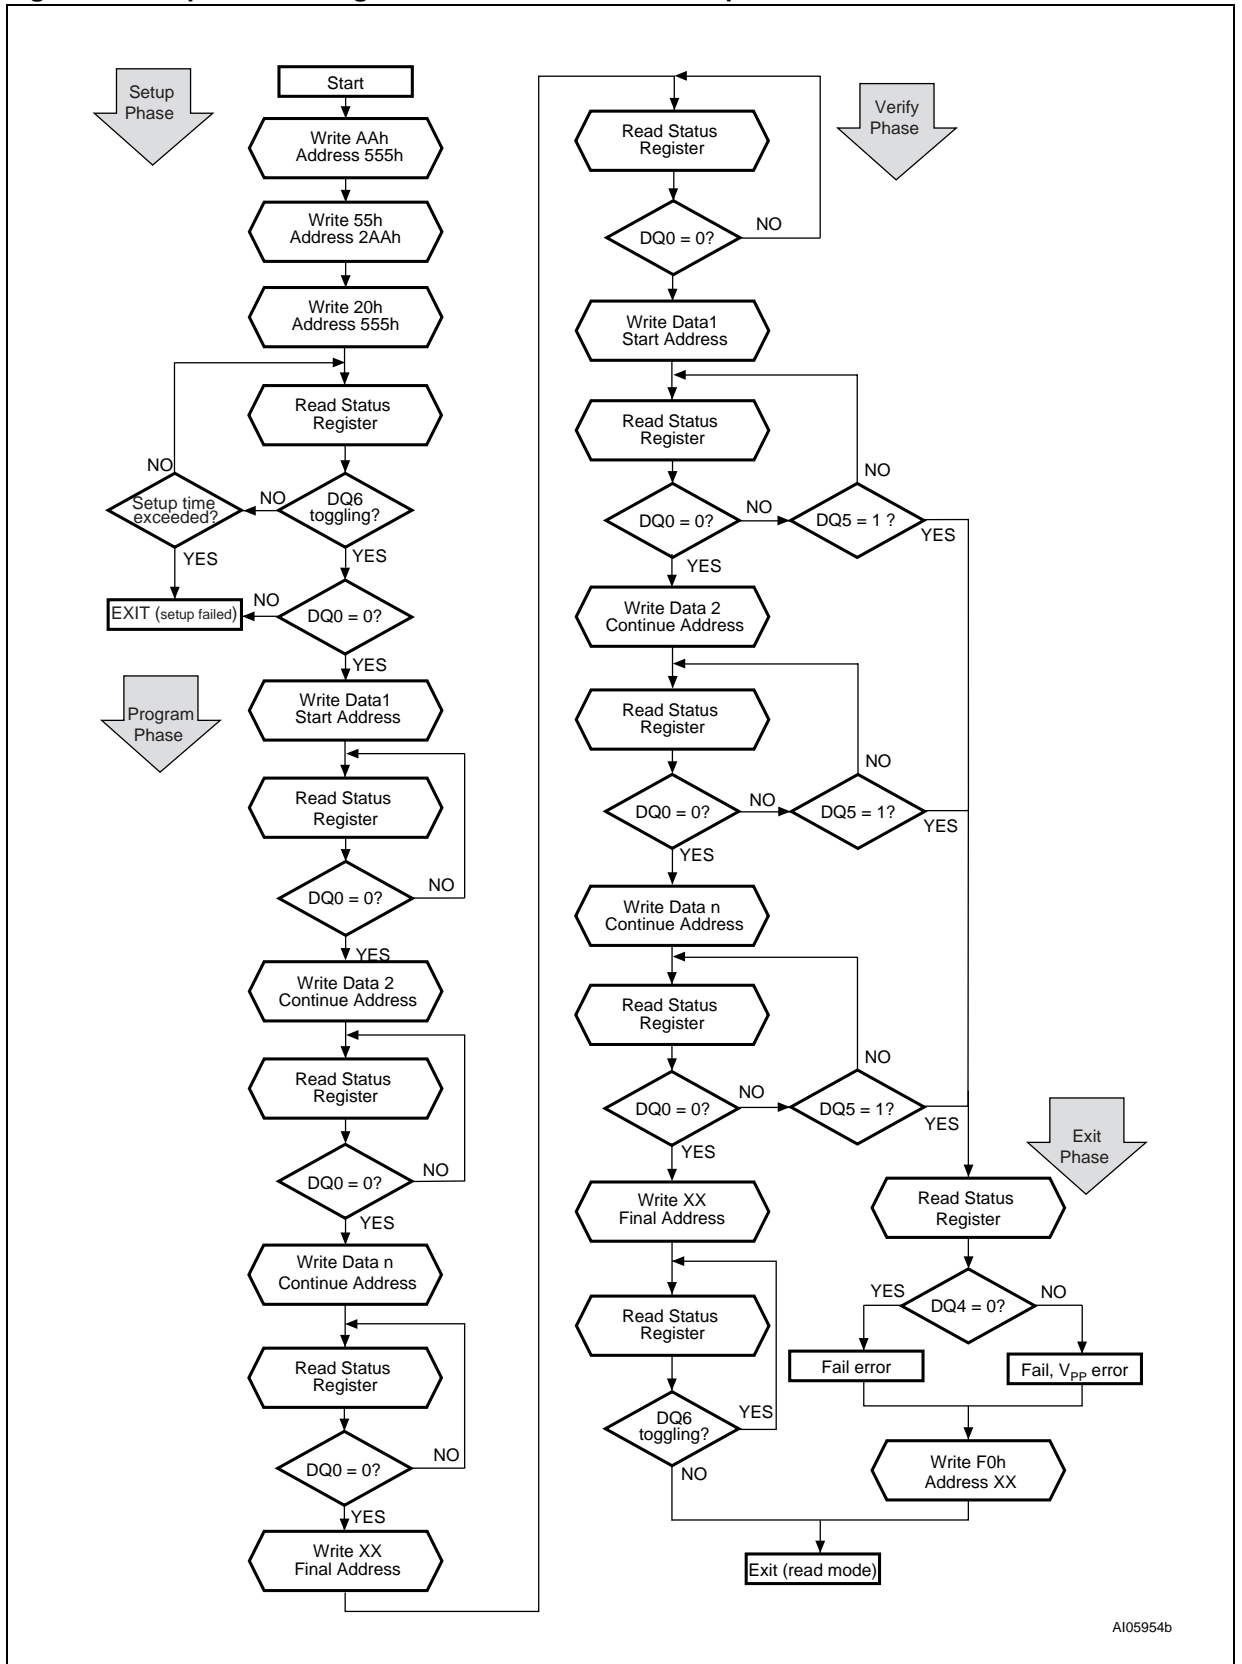 Setup
Phase
Start
Write AAh
Address 555h
Write 55h
Address 2AAh
Write 20h
Address 555h
Read Status
Register
NO
Setup time
exceeded?
NO
DQ6
toggling?
YES
YES
EXIT (setup failed)
NO
DQ0 = 0?
YES
Program
Phase
Write Data1
Start Address
Read Status
Register
DQ0 = 0?
NO
YES
Write Data 2
Continue Address
Read Status
Register
DQ0 = 0?
NO
YES
Write Data n
Continue Address
Read Status
Register
DQ0 = 0?
NO
YES
Write XX
Final Address
Verify
Phase
Read Status
Register
DQ0 = 0?
NO
Write Data1
Start Address
Read Status
Register
NO
DQ0 = 0?
NO
DQ5 = 1 ?
YES
YES
Write Data 2
Continue Address
Read Status
Register
NO
DQ0 = 0?
NO
DQ5 = 1?
YES
YES
Write Data n
Continue Address
Read Status
Register
NO
DQ0 = 0?
NO
DQ5 = 1?
YES
YES
Write XX
Final Address
Read Status
Register
DQ6
toggling?
YES
NO
Exit
Phase
Read Status
Register
YES
DQ4 = 0?
NO
Fail error
Fail, VPP error
Write F0h
Address XX
Exit (read mode)
AI05954b